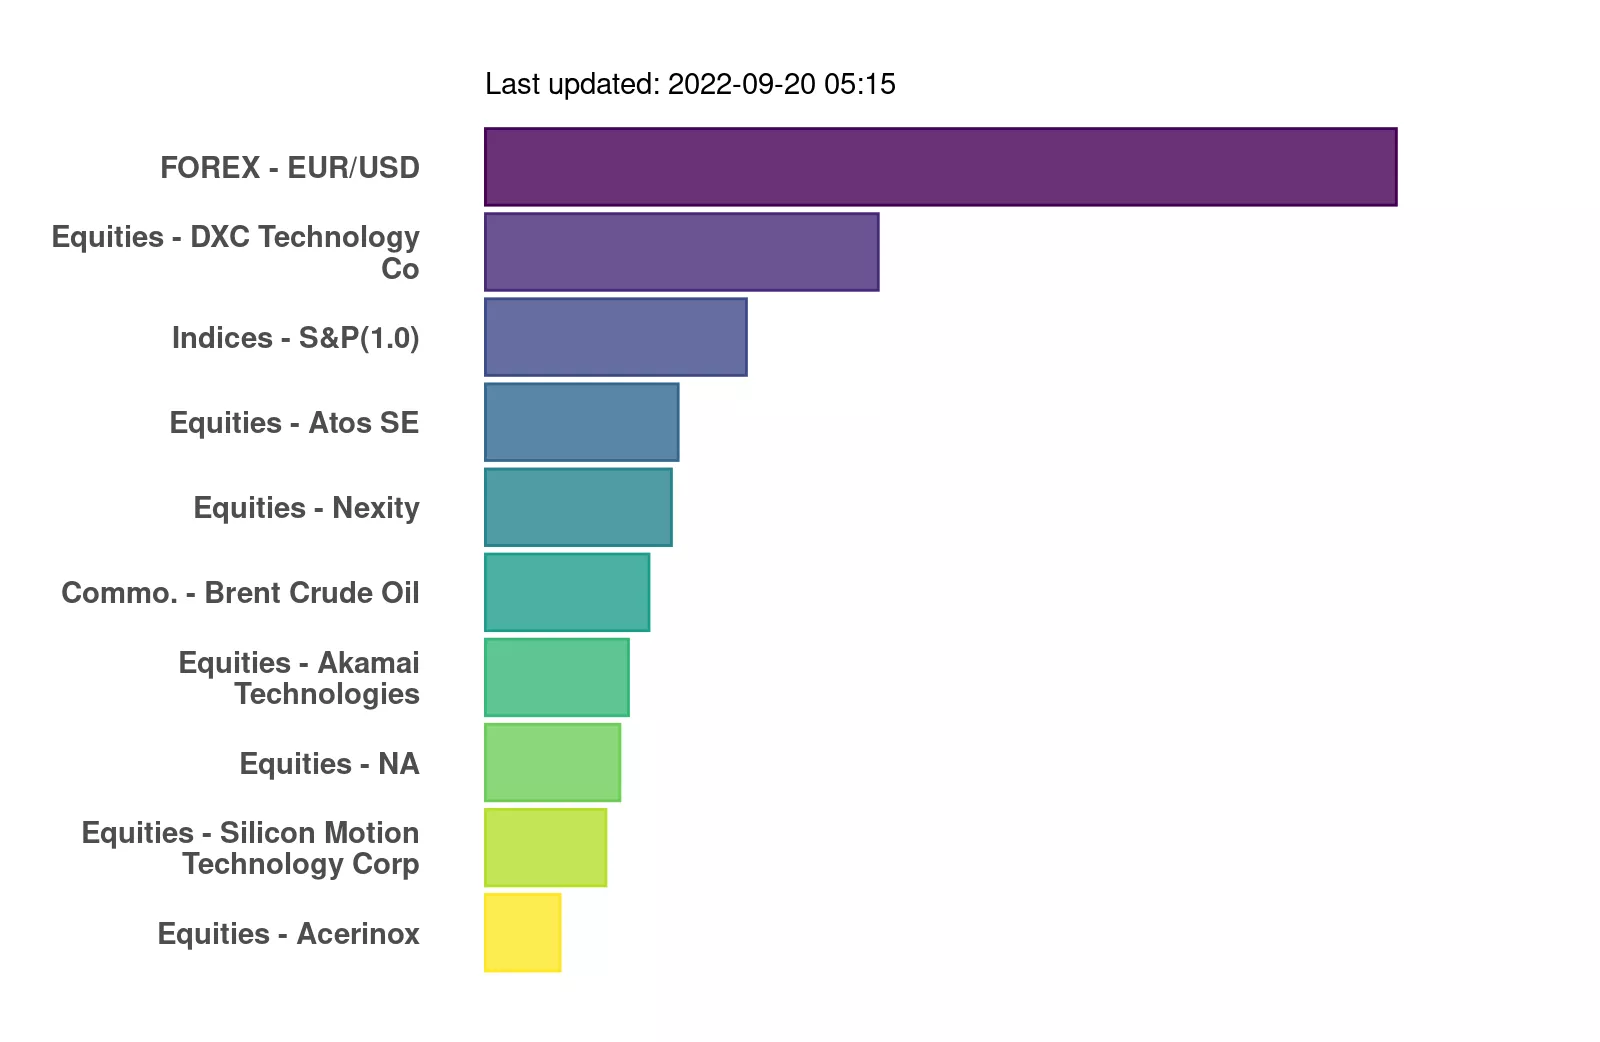 Last updated: 2022-09-20 05:15
FOREX - EUR/USD
Equities - DXC Technology
Co
Indices - S&P(1.0)
Equities - Atos SE
Equities - Nexity
Commo. - Brent Crude Oil
Equities - Akamai
Technologies
Equities - NA
Equities - Silicon Motion
Technology Corp
Equities - Acerinox